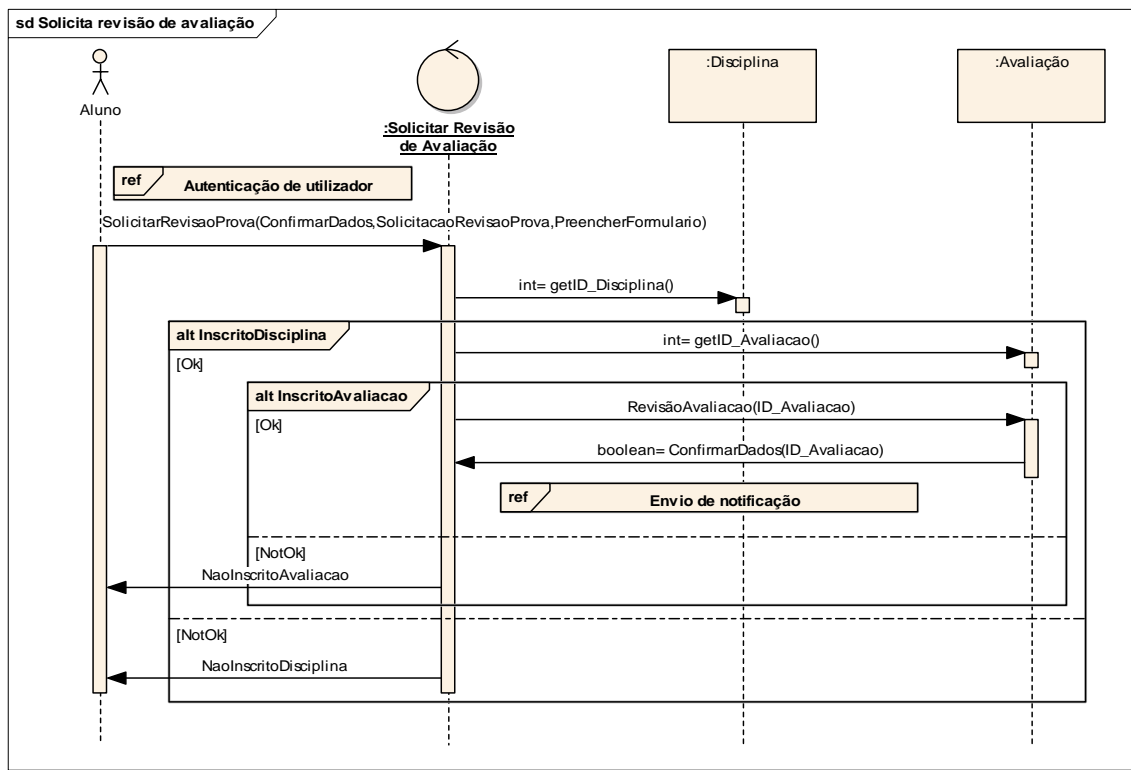 sd Solicita revisão de avaliação
Aluno
:Solicitar Revisão
de Avaliação
:Disciplina
:Avaliação
ref
Autenticação de utilizador
SolicitarRevisaoProva(ConfirmarDados,SolicitacaoRevisaoProva,PreencherFormulario)
int= getID_Disciplina()
alt InscritoDisciplina
int= getID_Avaliacao()
[Ok]
alt InscritoAvaliacao
RevisãoAvaliacao(ID_Avaliacao)
[Ok]
boolean= ConfirmarDados(ID_Avaliacao)
ref
Envio de notificação
[NotOk]
NaoInscritoAvaliacao
[NotOk]
NaoInscritoDisciplina